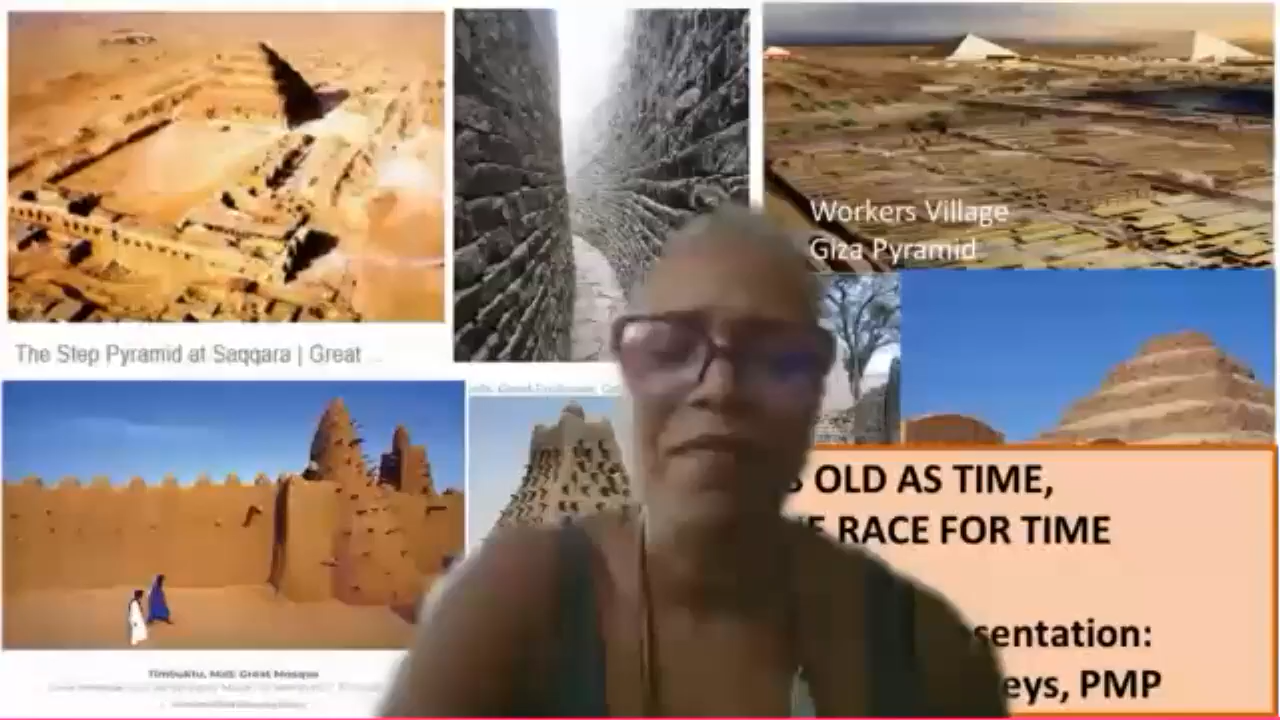 Workers Village
Giza Pyramid
The Step Pyramid at Saqqara | Great ...
OLD AS TIME,
RACE FOR TIME
Timbuktu, Mali: Great Mosque
sentation:
eys, PMP